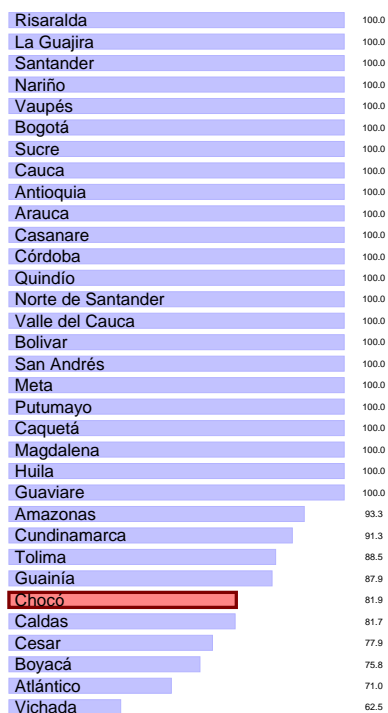 Risaralda 100.0
La Guajira 100.0
Santander 100.0
Nariño 100.0
Vaupés 100.0
Bogotá 100.0
Sucre 100.0
Cauca 100.0
Antioquia 100.0
Arauca 100.0
Casanare 100.0
Córdoba 100.0
Quindío 100.0
Norte de Santander 100.0
Valle del Cauca 100.0
Bolivar 100.0
San Andrés 100.0
Meta 100.0
Putumayo 100.0
Caquetá 100.0
Magdalena 100.0
Huila 100.0
Guaviare 100.0
Amazonas 93.3
Cundinamarca 91.3
Tolima 88.5
Guainía 87.9
Chocó 81.9
Caldas 81.7
Cesar 77.9
Boyacá 75.8
Atlántico 71.0
Vichada 62.5